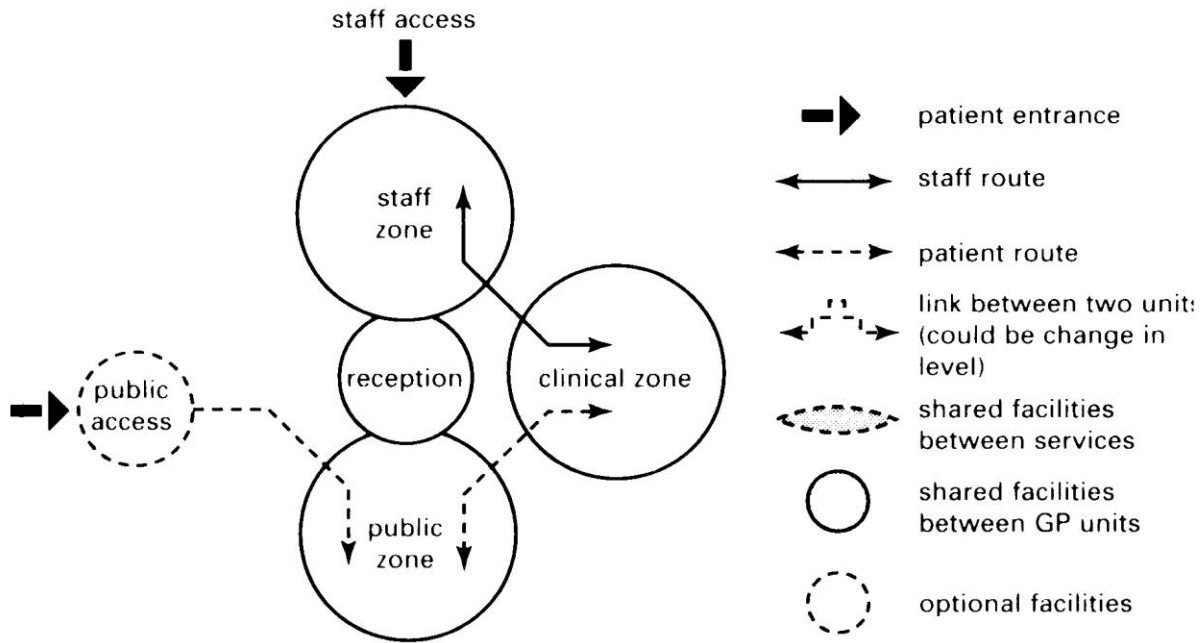 staff access
staff
zone
reception
clinical zone
public
access
public
zone
patient entrance
staff route
patient route
link between two units
(could be change in
level)
shared facilities
between services
shared facilities
between GP units
optional facilities